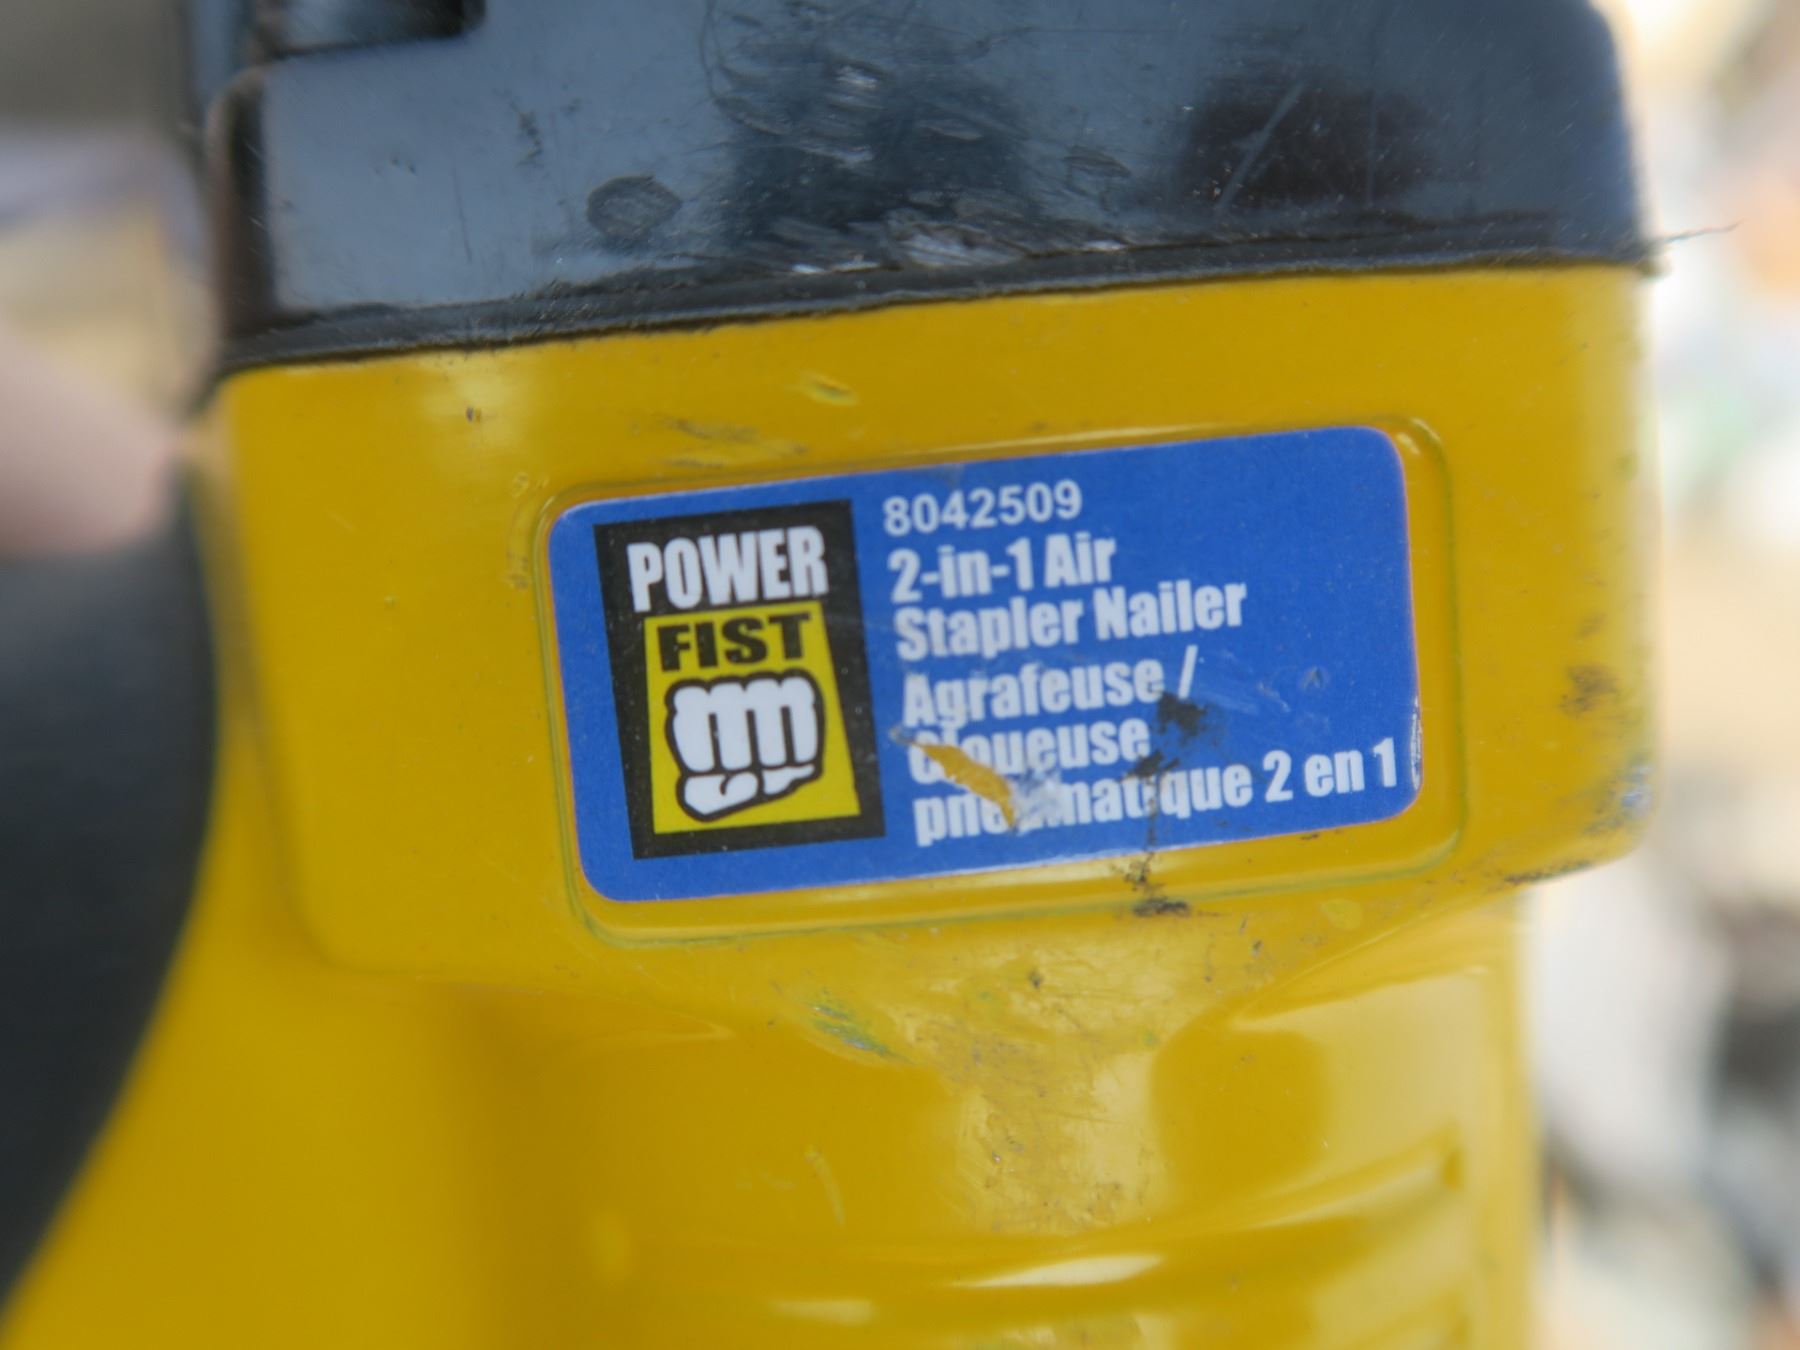 POWER
FIST
8042509
2-in-1 Air
Stapler Nailer
Agrafeuse /
cloueuse
pneumatique 2 en 1